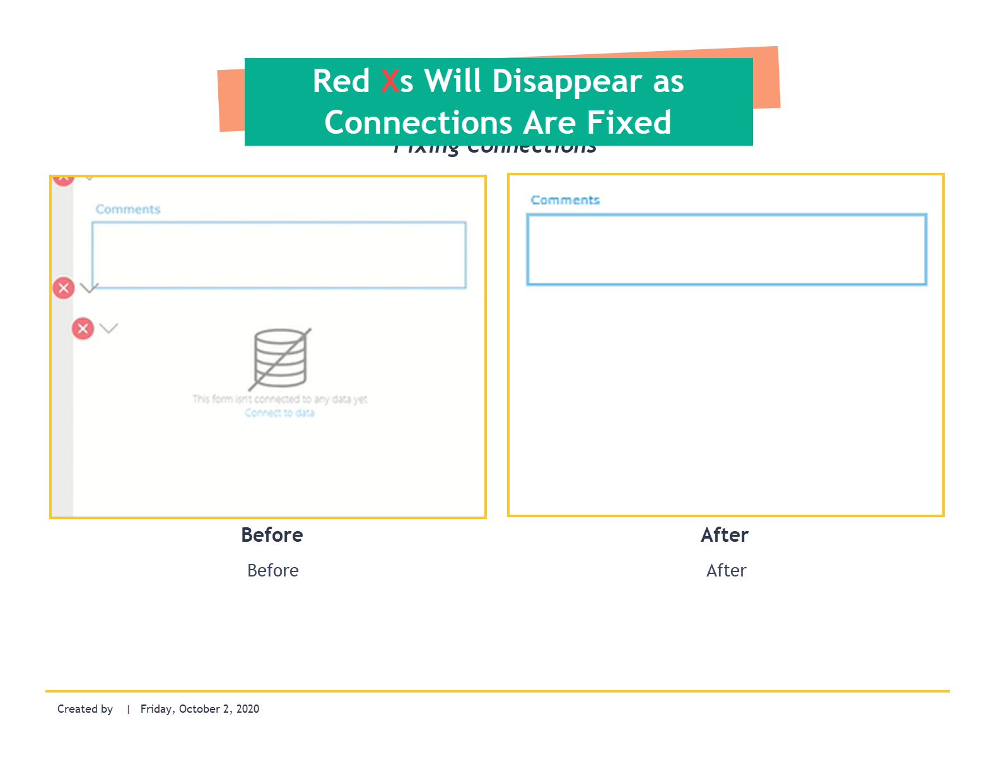 Red Xs Will Disappear as
Connections Are Fixed
Fixing Connections
Comments
This form isn't connected to any data yet
Connect to data
Comments
Before
After
Before
After
Created by | Friday, October 2, 2020